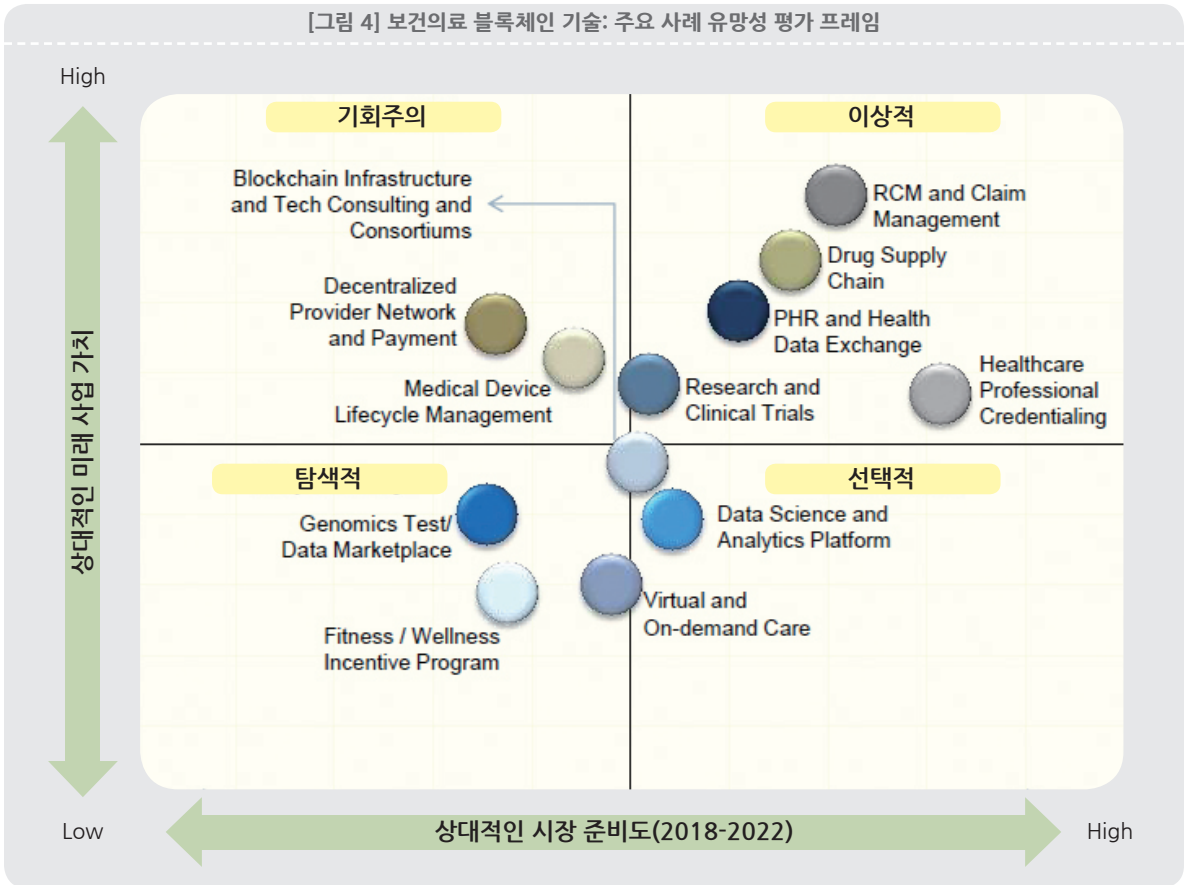 [그림 4] 보건의료 블록체인 기술: 주요 사례 유망성 평가 프레임
High
기회주의
이상적
Blockchain Infrastructure
and Tech Consulting and
Consortiums
RCM and Claim
Management
Drug Supply
Chain
Decentralized
Provider Network
and Payment
PHR and Health
Data Exchange
Medical Device
Lifecycle Management
Research and
Clinical Trials
Healthcare
Professional
Credentialing
상대적인 미래 사업 가치
탐색적
선택적
Genomics Test/
Data Marketplace
Data Science and
Analytics Platform
Fitness / Wellness
Incentive Program
Virtual and
On-demand Care
Low
상대적인 시장 준비도(2018-2022)
High